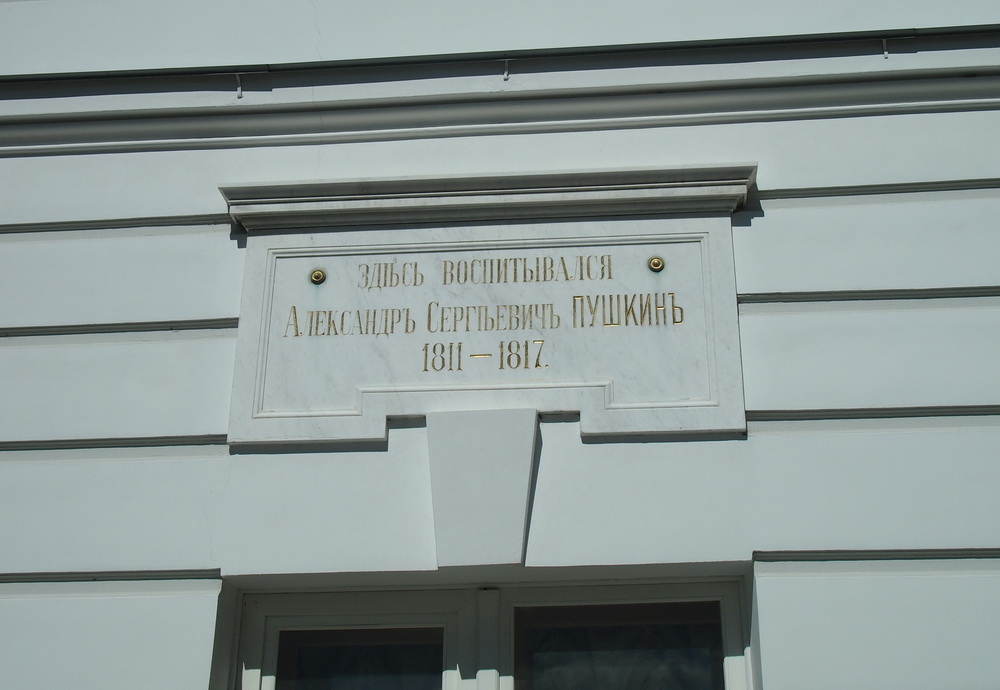 ЗДѢСЬ ВОСПИТЫВАЛСЯ
АЛЕКСАНДРЪ СЕРГѢЕВИЧЪ ПУШКИНЪ
1811 — 1817.